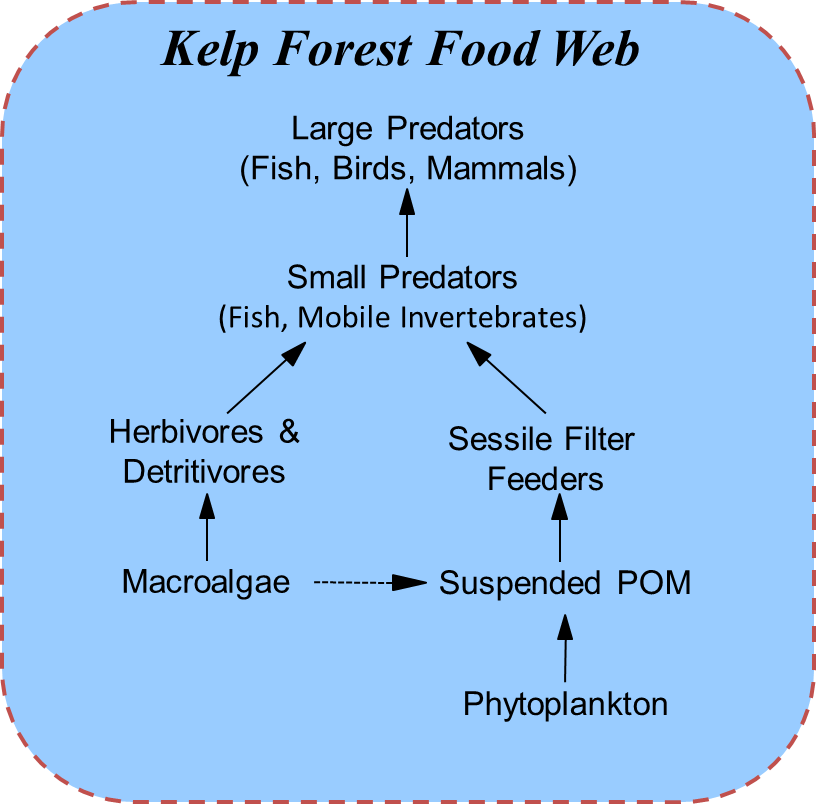 Kelp Forest Food Web
Large Predators
(Fish, Birds, Mammals)
Small Predators
(Fish, Mobile Invertebrates)
Herbivores &
Detritivores
Sessile Filter
Feeders
Macroalgae
Suspended POM
Phytoplankton